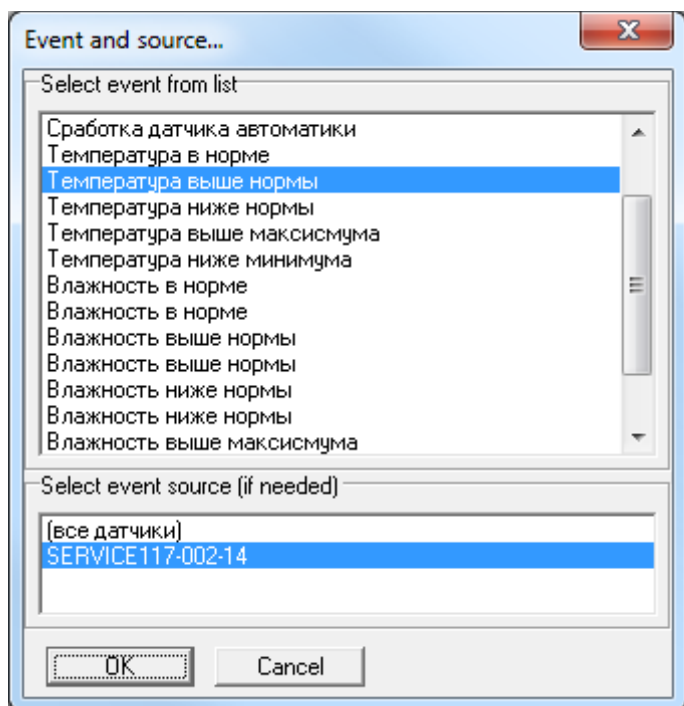 Event and source...
Select event from list
Сработка датчика автоматики
Температура в норме
Температура выше нормы
Температура ниже нормы
Температура выше максисмума
Температура ниже минимума
Влажность в норме
Влажность в норме
Влажность выше нормы
Влажность выше нормы
Влажность ниже нормы
Влажность ниже нормы
Влажность выше максисмума
Select event source (if needed)
(все датчики)
SERVICE117-002-14
OK
Cancel